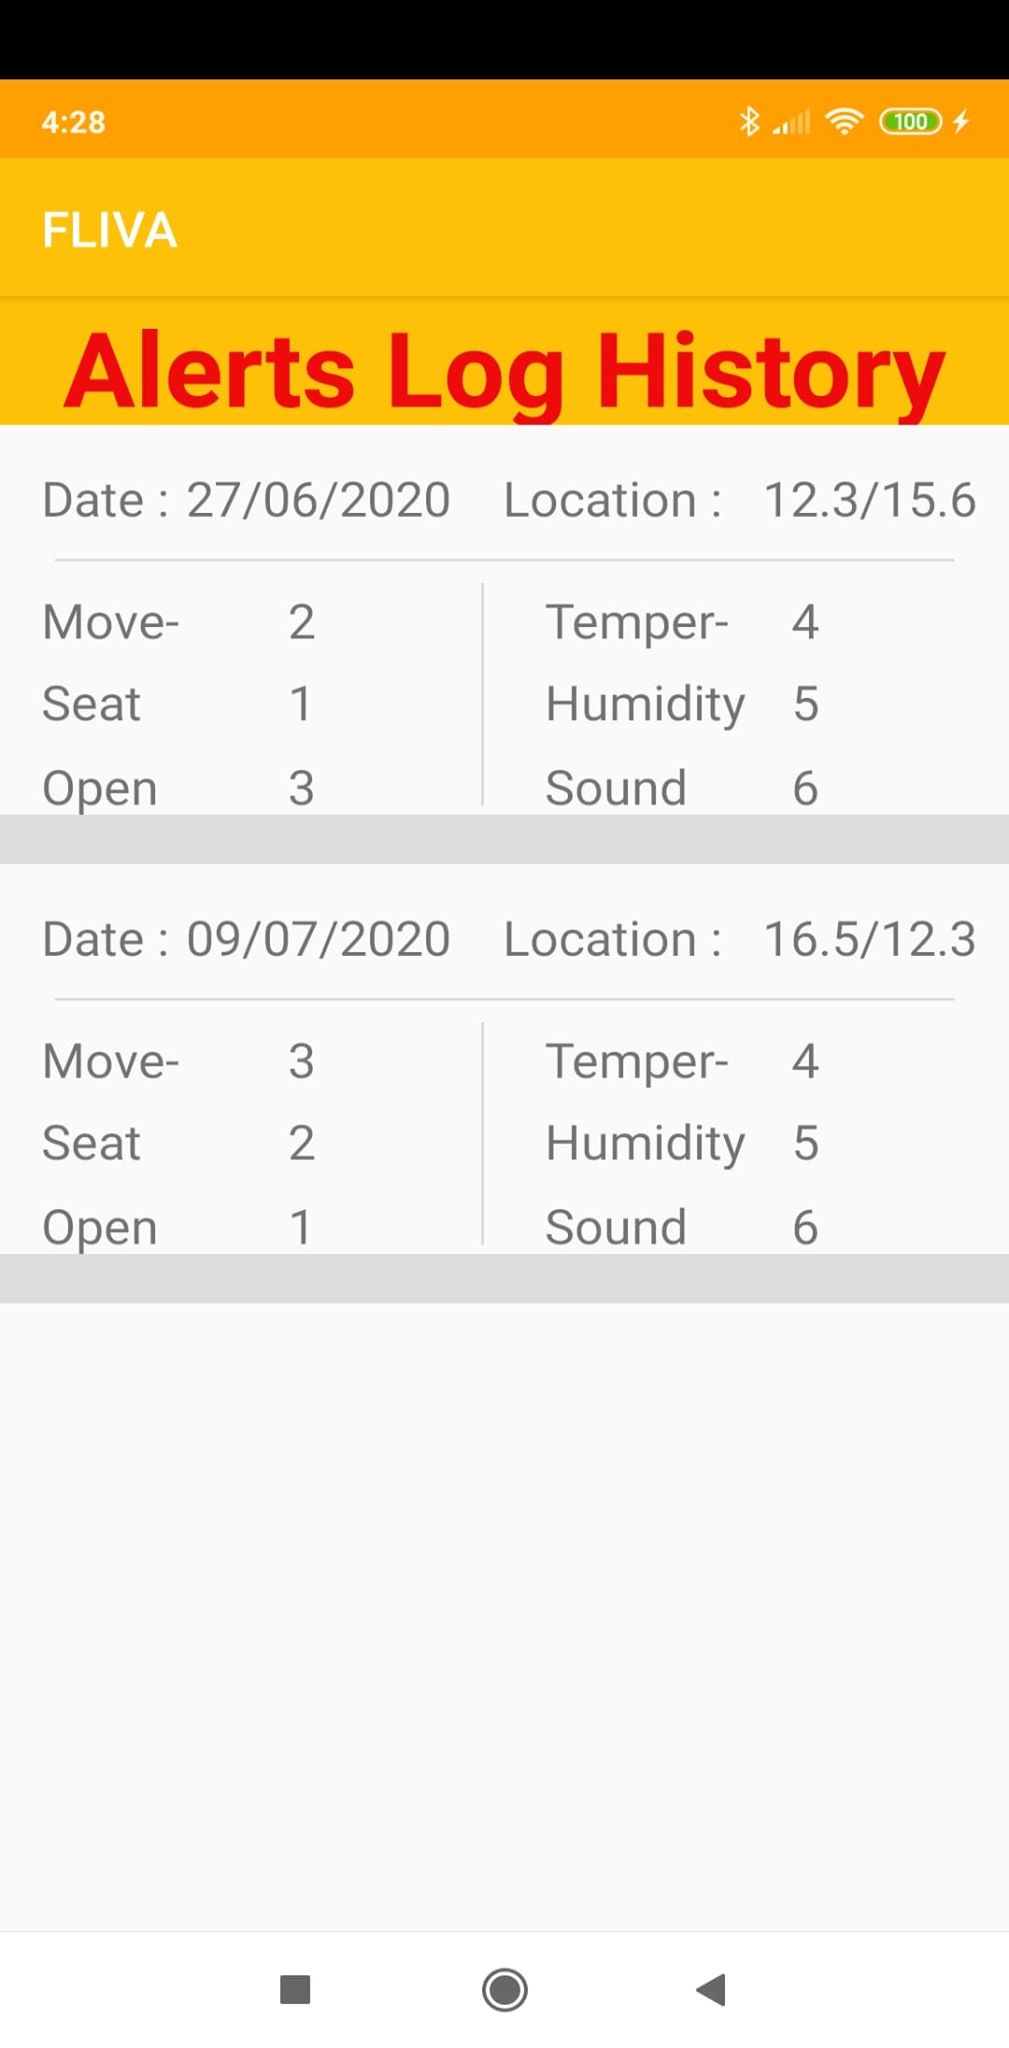 4:28 100
FLIVA
Alerts Log History
Date : 27/06/2020 Location : 12.3/15.6
Move- 2 Temper- 4
Seat 1 Humidity 5
Open 3 Sound 6
Date : 09/07/2020 Location : 16.5/12.3
Move- 3 Temper- 4
Seat 2 Humidity 5
Open 1 Sound 6